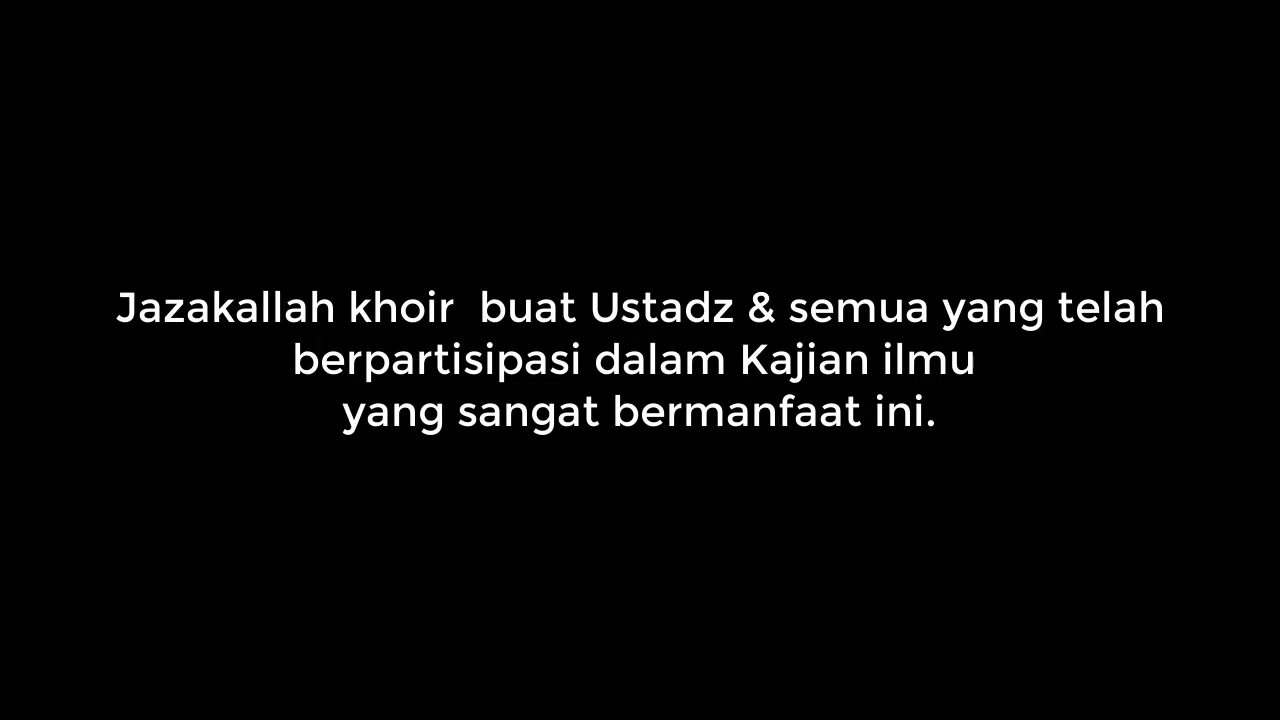 Jazakallah khoir  buat Ustadz & semua yang telah
berpartisipasi dalam Kajian ilmu
yang sangat bermanfaat ini.